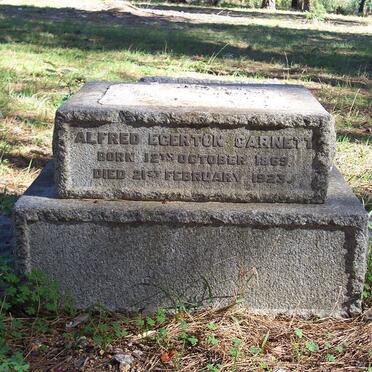 ALFRED EGERTON GARNETT
BORN 12TH OCTOBER 1869
DIED 21ST FEBRUARY 1923.